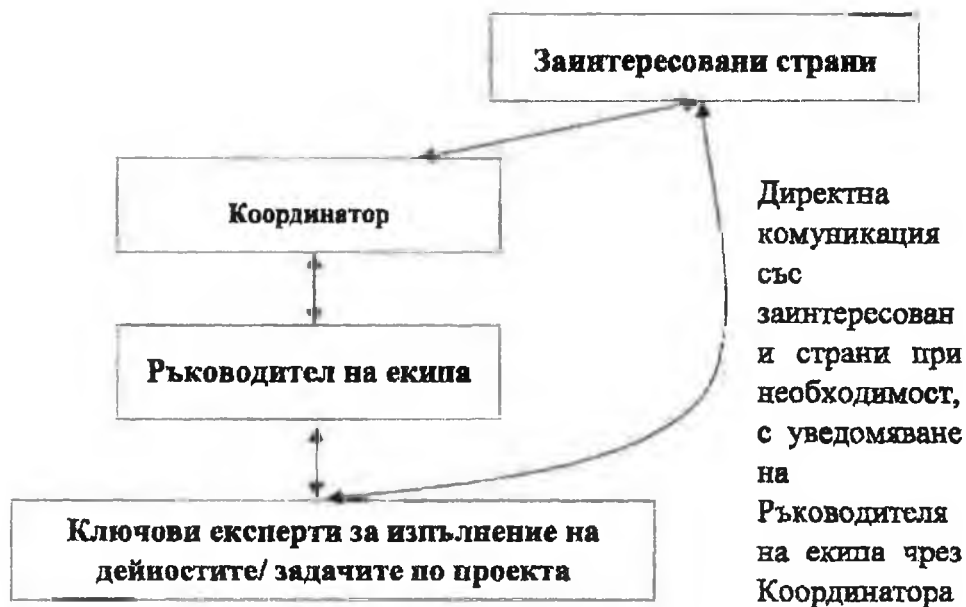 Заинтересовани страни
Координатор
Ръководител на екипа
Ключови експерти за изпълнение на
дейностите/ задачите по проекта
Директна
комуникация
със
заинтересован
и страни при
необходимост,
с уведомяване
на
Ръководителя
на екипа чрез
Координатора